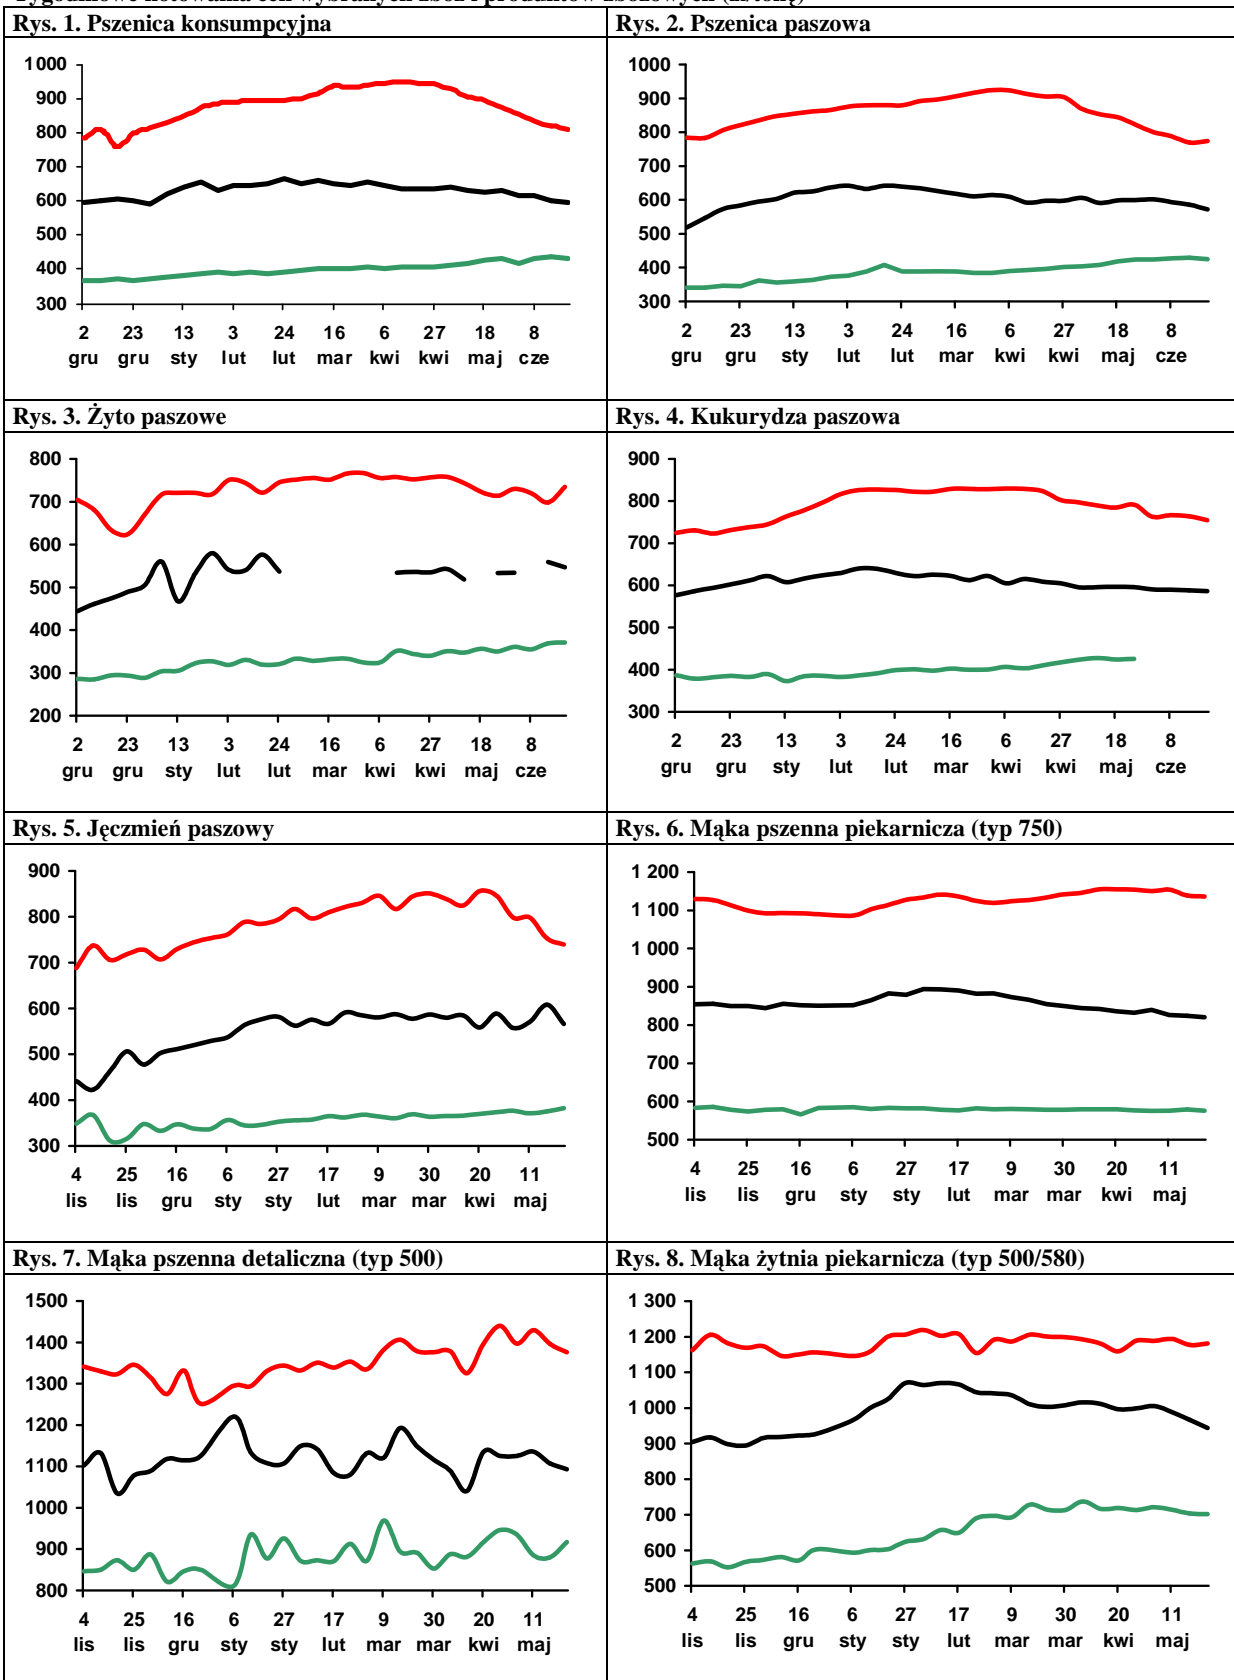 Tygodniowe notowania cen wybranych zbóż i produktów zbożowych (zł/tonę)
Rys. 1. Pszenica konsumpcyjna
1000
900
800
700
600
500
400
300
2 23 13 3 24 16 6 27 18 8
gru gru sty lut lut mar kwi kwi maj cze
Rys. 2. Pszenica paszowa
1000
900
800
700
600
500
400
300
2 23 13 3 24 16 6 27 18 8
gru gru sty lut lut mar kwi kwi maj cze
Rys. 3. Żyto paszowe
800
700
600
500
400
300
200
2 23 13 3 24 16 6 27 18 8
gru gru sty lut lut mar kwi kwi maj cze
Rys. 4. Kukurydza paszowa
900
800
700
600
500
400
300
2 23 13 3 24 16 6 27 18 8
gru gru sty lut lut mar kwi kwi maj cze
Rys. 5. Jęczmień paszowy
900
800
700
600
500
400
300
4 25 16 6 27 17 9 30 20 11
lis lis gru sty sty lut mar mar kwi maj
Rys. 6. Mąka pszenna piekarnicza (typ 750)
1 200
1 100
1 000
900
800
700
600
500
4 25 16 6 27 17 9 30 20 11
lis lis gru sty sty lut mar mar kwi maj
Rys. 7. Mąka pszenna detaliczna (typ 500)
1500
1400
1300
1200
1100
1000
900
800
4 25 16 6 27 17 9 30 20 11
lis lis gru sty sty lut mar mar kwi maj
Rys. 8. Mąka żytnia piekarnicza (typ 500/580)
1 300
1 200
1 100
1 000
900
800
700
600
500
4 25 16 6 27 17 9 30 20 11
lis lis gru sty sty lut mar mar kwi maj